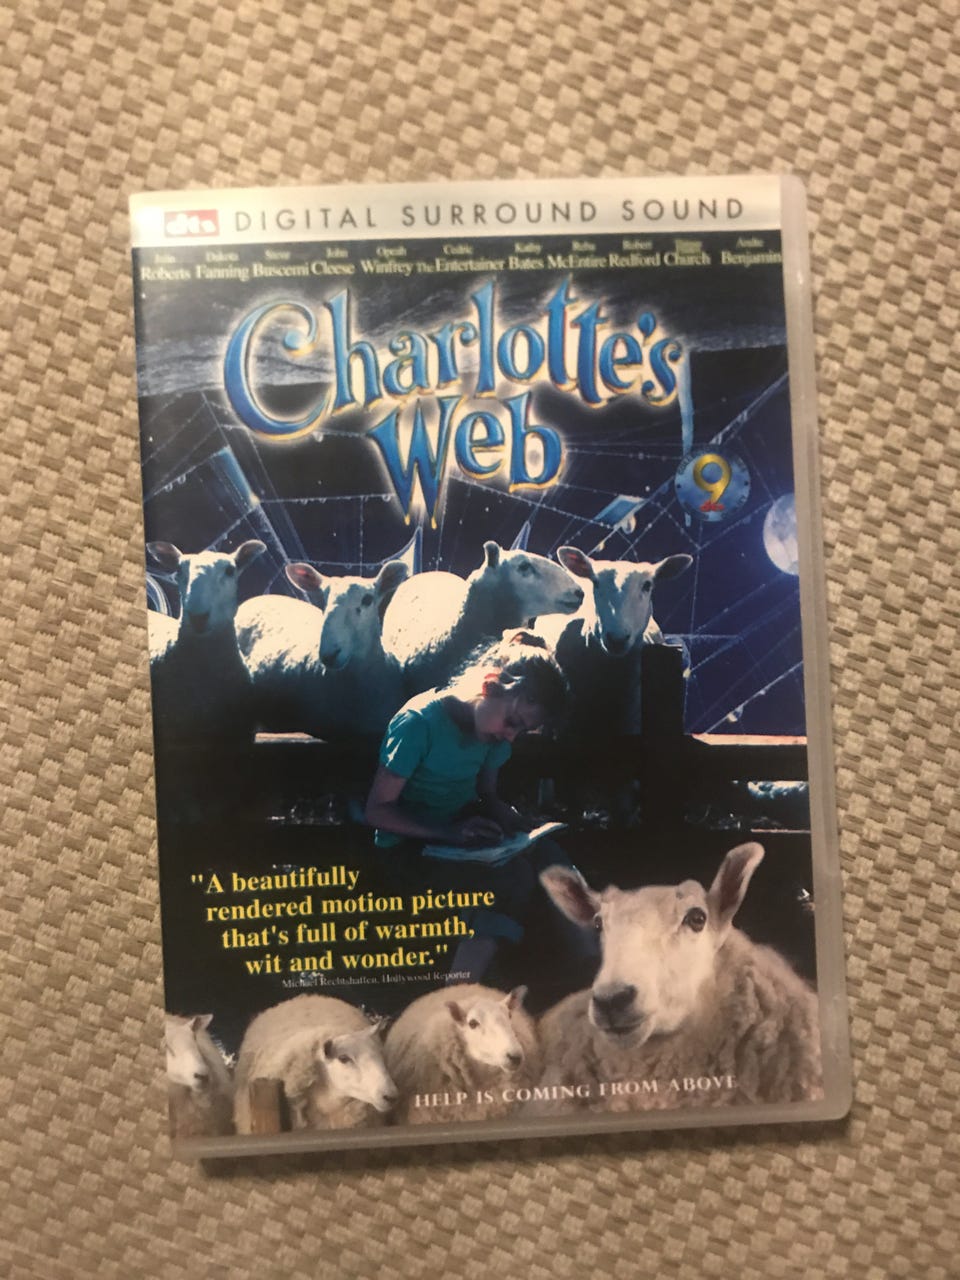 dts DIGITAL SURROUND SOUND
Julia Dakota Steve John Oprah Cedric Kathy Reba Robert Andre
Roberts Fanning Buscemi Cleese Winfrey The Entertainer Bates McEntire Redford Church Benjamin
Charlotte's
Web
9
"A beautifully
rendered motion picture
that's full of warmth,
wit and wonder."
Michael Rechtshaffen, Hollywood Reporter
HELP IS COMING FROM ABOVE